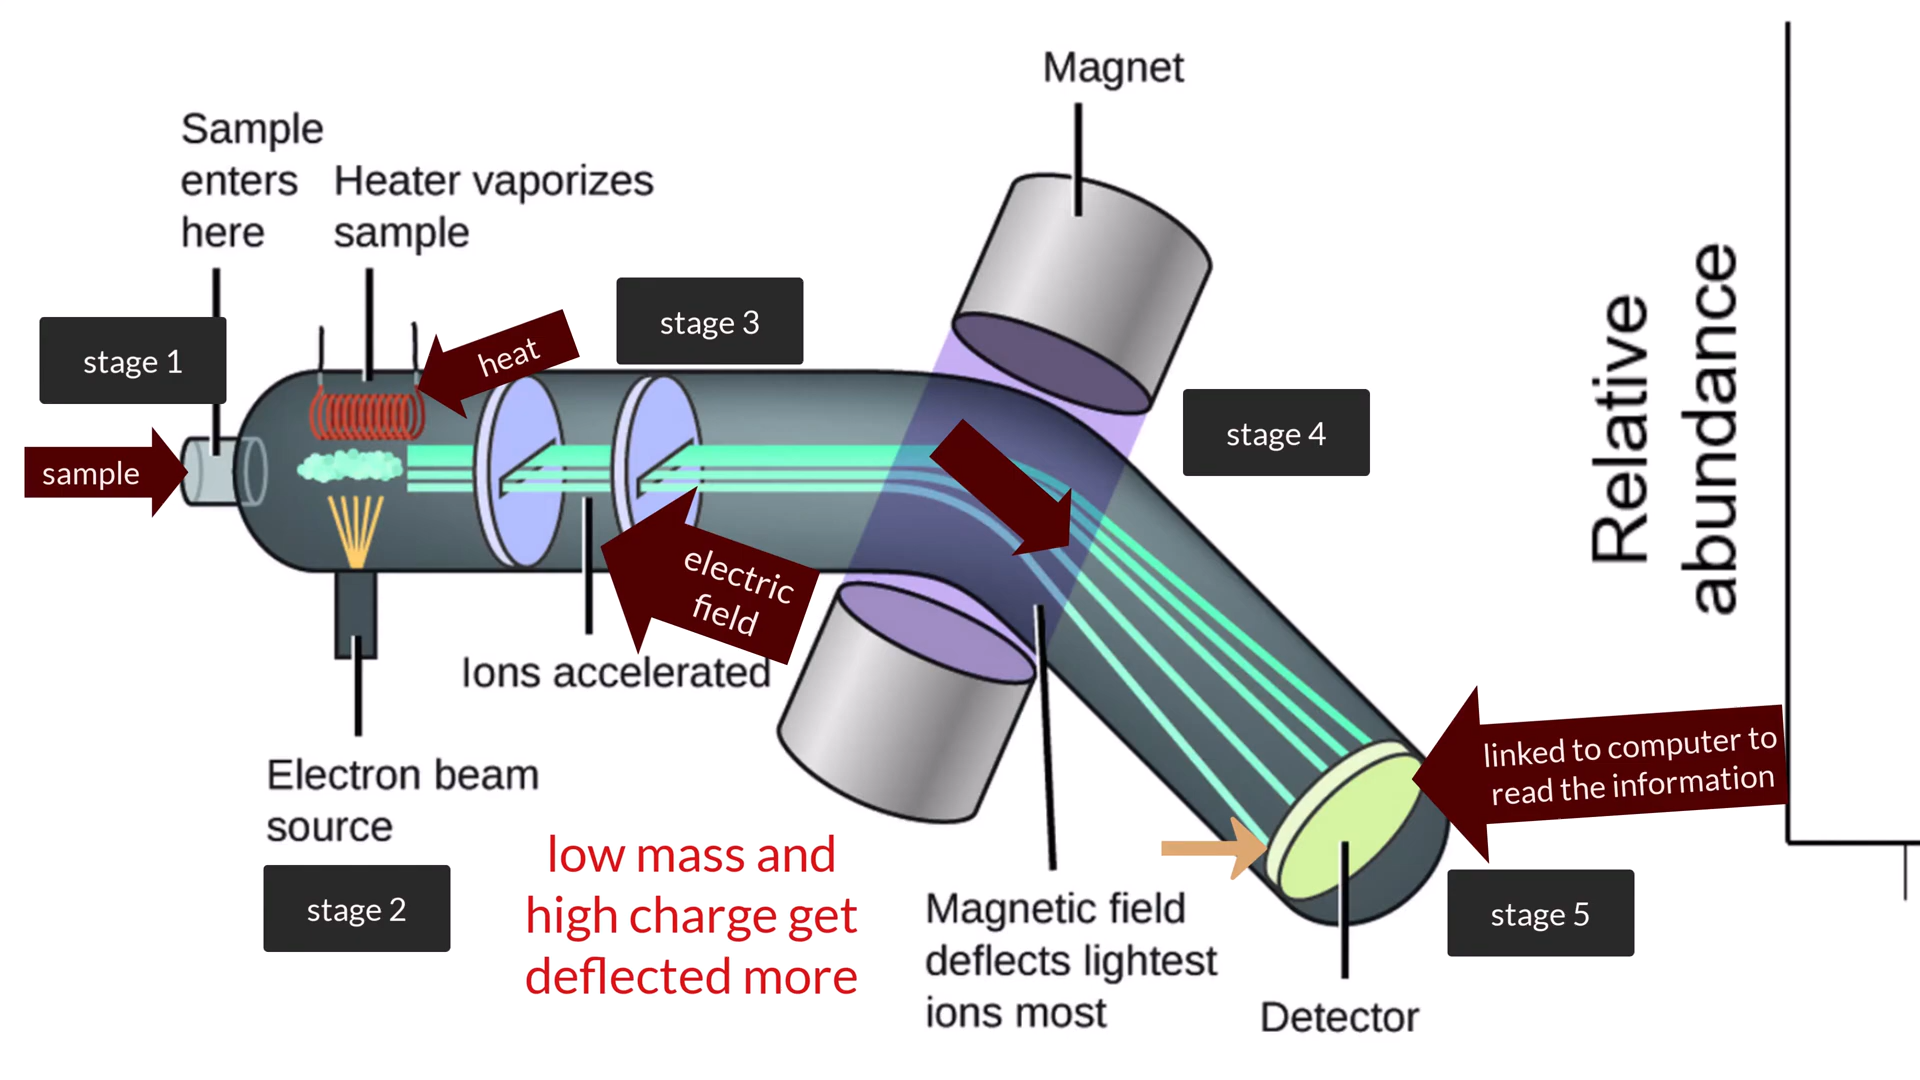 Magnet
Sample
enters
here
Heater vaporizes
sample
stage 1
heat
stage 3
stage 4
sample
electric
field
Ions accelerated
Electron beam
source
stage 2
low mass and
high charge get
deflected more
Magnetic field
deflects lightest
ions most
Detector
stage 5
linked to computer to
read the information
Relative
abundance